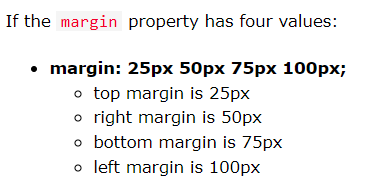 If the margin property has four values:
margin: 25px 50px 75px 100px;
top margin is 25px
right margin is 50px
bottom margin is 75px
left margin is 100px